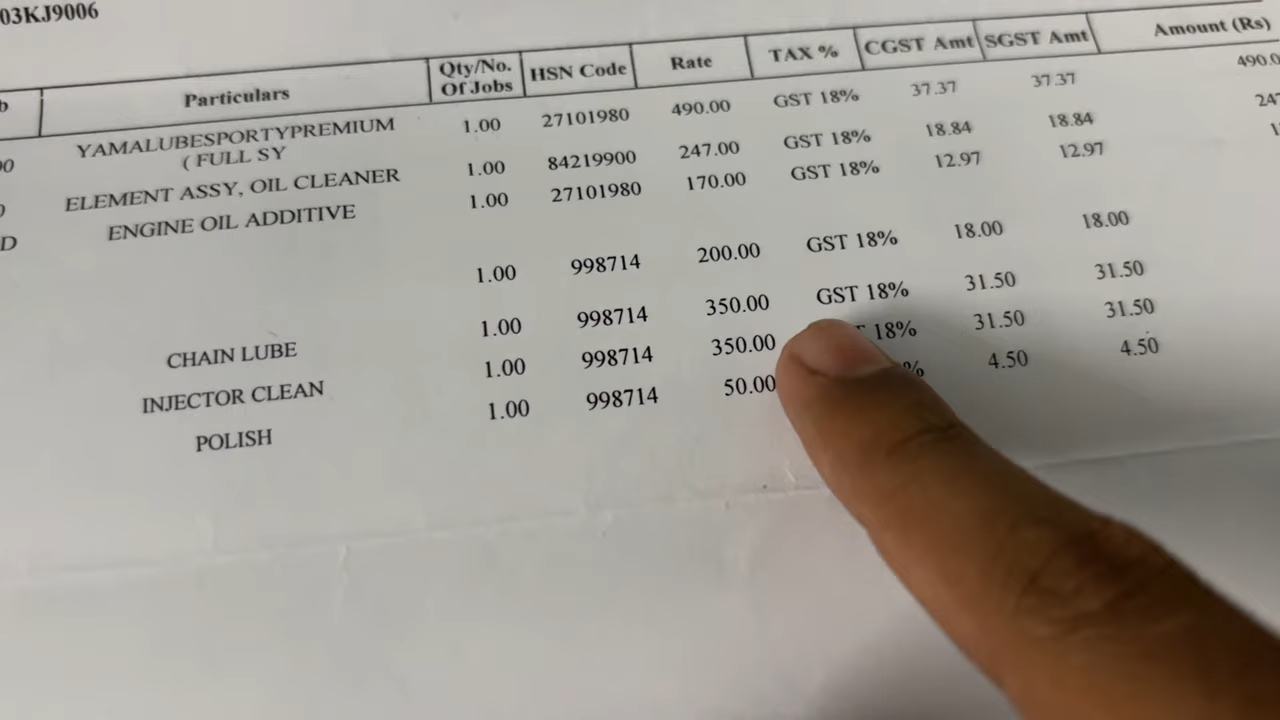 03KJ9006
Particulars Qty/No. Of Jobs HSN Code Rate TAX % CGST Amt SGST Amt Amount (Rs)
YAMALUBESPORTYPREMIUM 1.00 27101980 490.00 GST 18% 37.37 37.37 490.0
( FULL SY
ELEMENT ASSY, OIL CLEANER 1.00 84219900 247.00 GST 18% 18.84 18.84 247
D ENGINE OIL ADDITIVE 1.00 27101980 170.00 GST 18% 12.97 12.97
1.00 998714 200.00 GST 18% 18.00 18.00
CHAIN LUBE 1.00 998714 350.00 GST 18% 31.50 31.50
INJECTOR CLEAN 1.00 998714 350.00 18% 31.50 31.50
POLISH 1.00 998714 50.00 % 4.50 4.50